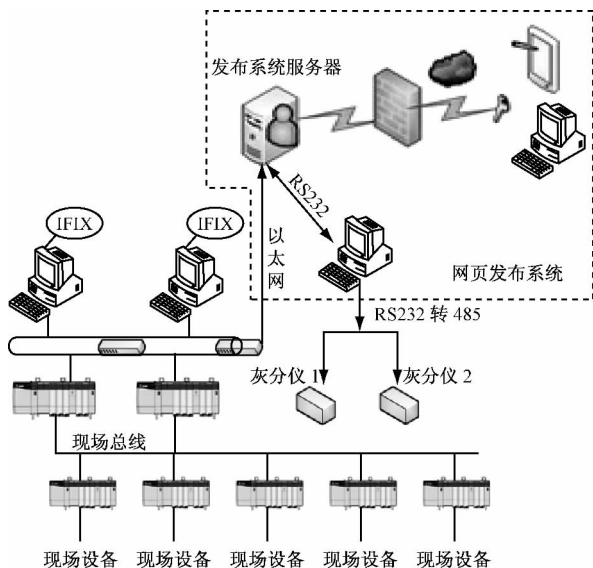 发布系统服务器
RS232
IFIX
IFIX
以太网
网页发布系统
RS232 转 485
灰分仪 1
灰分仪 2
现场总线
现场设备
现场设备
现场设备
现场设备
现场设备